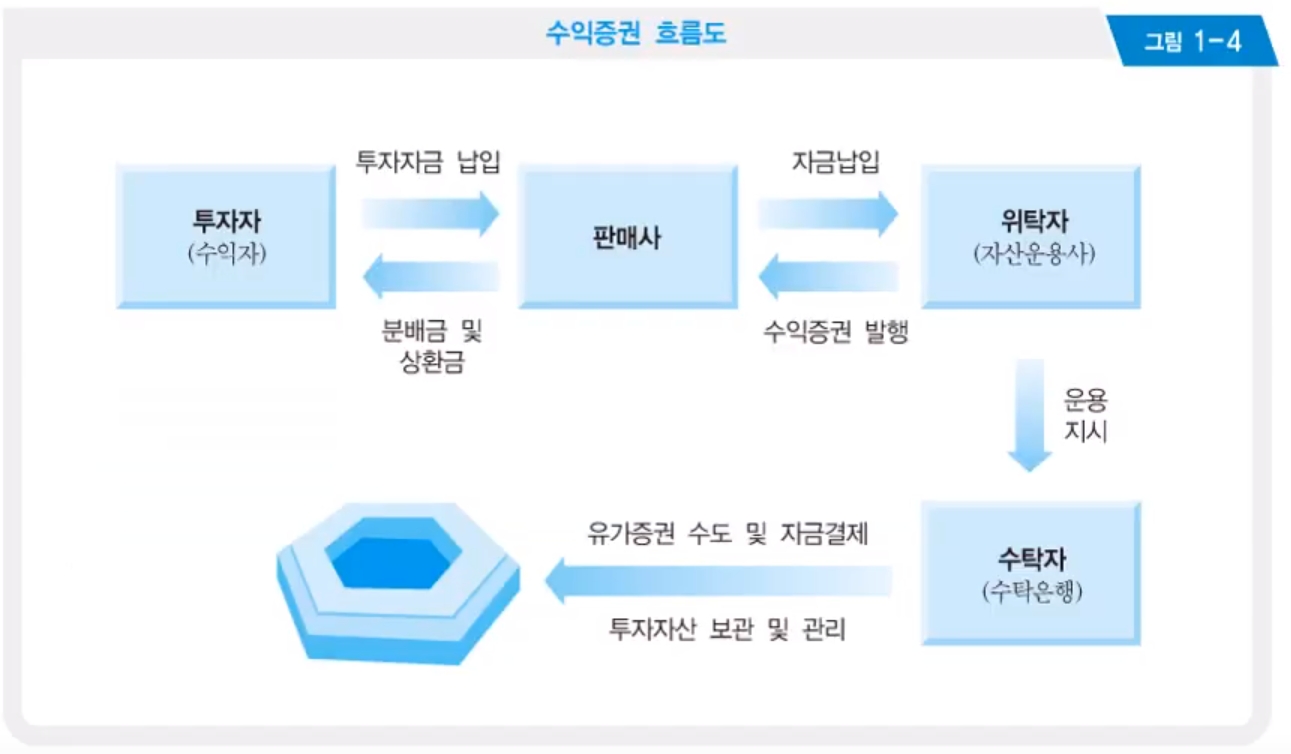 수익증권 흐름도
그림 1-4
투자자금 납입
자금납입
투자자
(수익자)
판매사
위탁자
(자산운용사)
분배금 및
상환금
수익증권 발행
운용
지시
유가증권 수도 및 자금결제
수탁자
(수탁은행)
투자자산 보관 및 관리